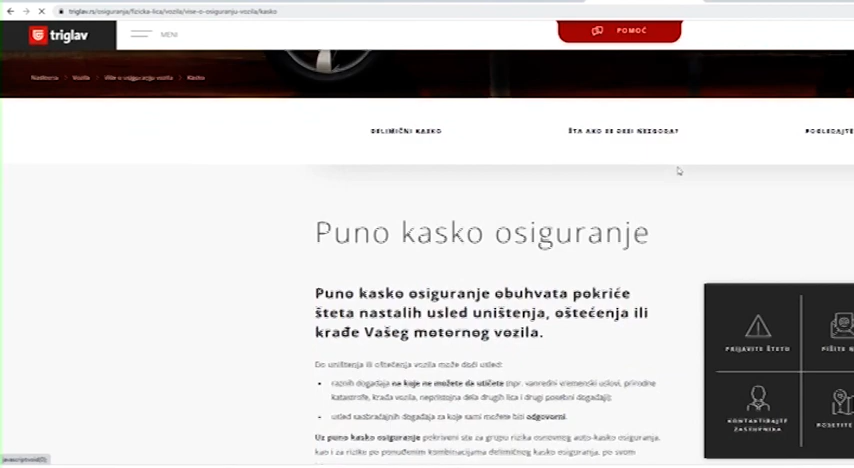 triglav.rs/osiguranje/fizicka-lica/vozila/vise-o-osiguranju-vozila/kasko
triglav
MENI
POMOĆ
Naslovna > Vozila > Više o osiguranju vozila > Kasko
DELIMIČNI KASKO
ŠTA AKO SE DESI NEZGODA?
POGLEDAJTE
Puno kasko osiguranje
Puno kasko osiguranje obuhvata pokriće
šteta nastalih usled uništenja, oštećenja ili
krađe Vašeg motornog vozila.
Do uništenja ili oštećenja vozila može doći usled:
• raznih događaja na koje ne možete da utičete (npr. vanredni vremenski uslovi, prirodne
katastrofe, krađa vozila, nepristojna dela drugih lica i drugi posebni događaji);
• usled saobraćajnih događaja za koje sami možete biti odgovorni.
Uz puno kasko osiguranje pokriveni ste za grupu rizika osnovnog auto-kasko osiguranja,
kao i za rizike po ponuđenim kombinacijama delimičnog kasko osiguranja, po svom
PRIJAVITE ŠTETU
PIŠITE
KONTAKTIRAJTE
ZASTUPNIKA
POSETITE
javascript:void(0)